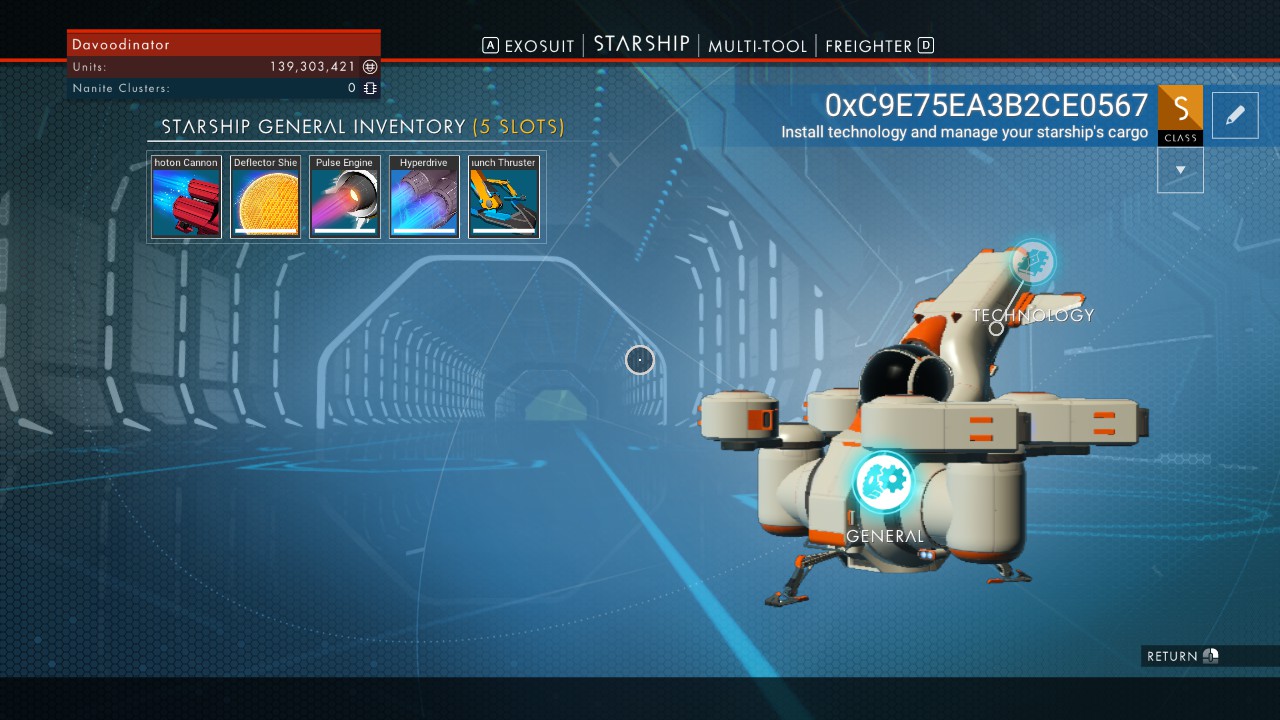 Davoodinator
Units: 139,303,421
Nanite Clusters: 0
A EXOSUIT STARSHIP MULTI-TOOL FREIGHTER D
0xC9E75EA3B2CE0567
Install technology and manage your starship's cargo
S
CLASS
STARSHIP GENERAL INVENTORY (5 SLOTS)
hoton Cannon Deflector Shie Pulse Engine Hyperdrive unch Thruster
TECHNOLOGY
GENERAL
RETURN